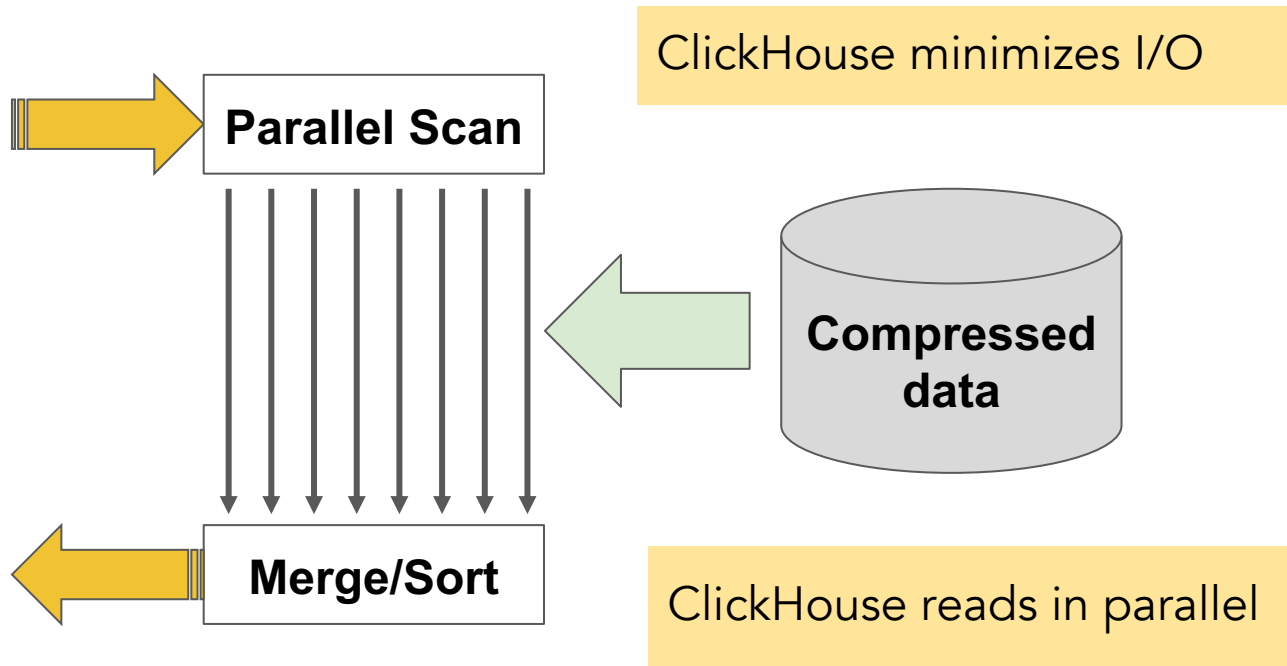 ClickHouse minimizes I/O
Parallel Scan
Compressed
data
Merge/Sort
ClickHouse reads in parallel